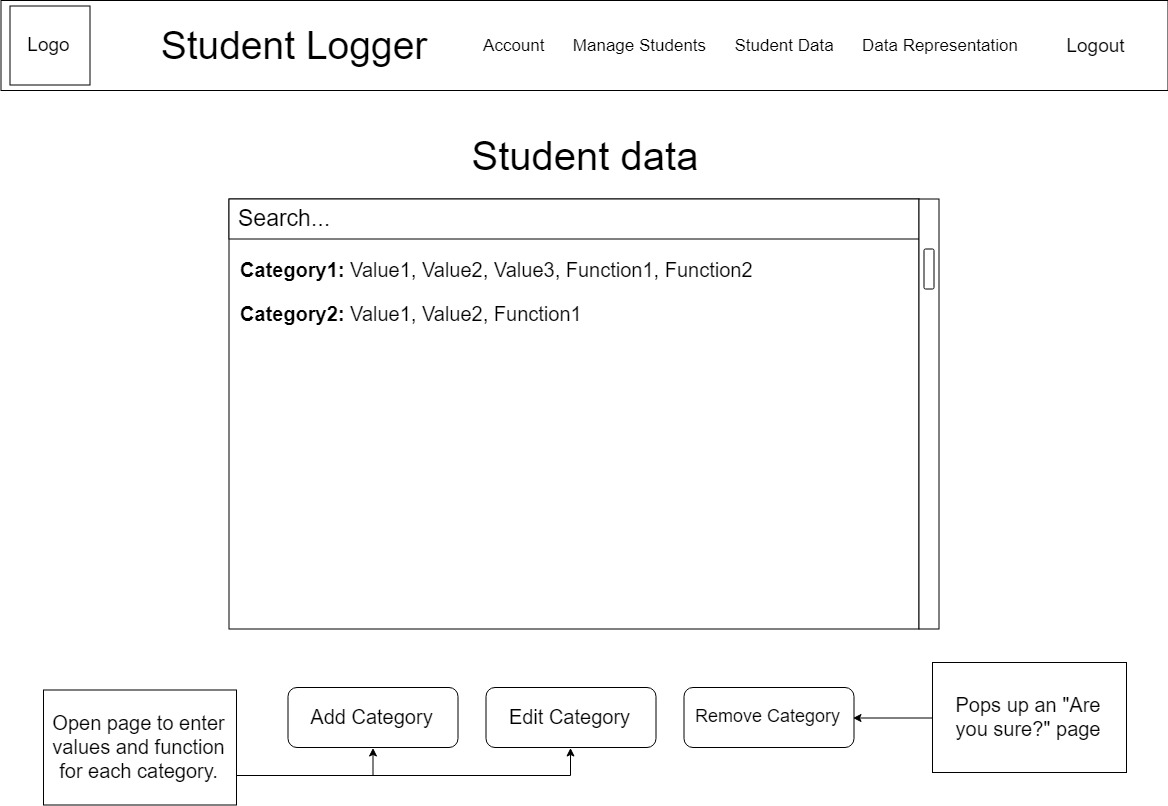 Logo
Student Logger
Account
Manage Students
Student Data
Data Representation
Logout
Student data
Search...
Category1: Value1, Value2, Value3, Function1, Function2
Category2: Value1, Value2, Function1
Open page to enter
values and function
for each category.
Add Category
Edit Category
Remove Category
Pops up an "Are
you sure?" page